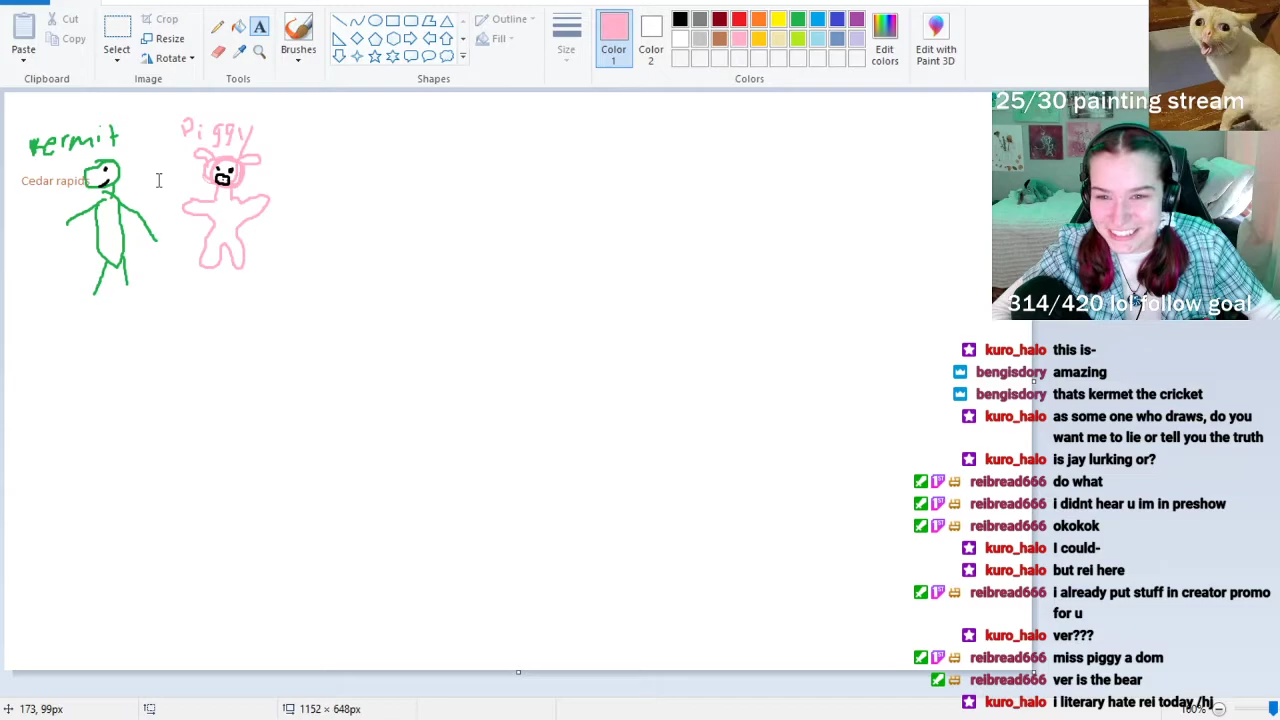 Paste
Cut
Copy
Clipboard
Select
Crop
Resize
Rotate
Image
Tools
Brushes
Shapes
Outline
Fill
Size
Color
1
Color
2
Edit
colors
Colors
Edit with
Paint 3D
25/30 painting stream
314/420 lol follow goal
kermit
piggy
Cedar rapids
kuro_halo this is-
bengisdory amazing
bengisdory thats kermet the cricket
kuro_halo as some one who draws, do you
want me to lie or tell you the truth
kuro_halo is jay lurking or?
reibread666 do what
reibread666 i didnt hear u im in preshow
reibread666 okokok
kuro_halo I could-
kuro_halo but rei here
reibread666 i already put stuff in creator promo
for u
kuro_halo ver???
reibread666 miss piggy a dom
reibread666 ver is the bear
kuro_halo i literary hate rei today /hj
173, 99px
1152 × 648px
100%